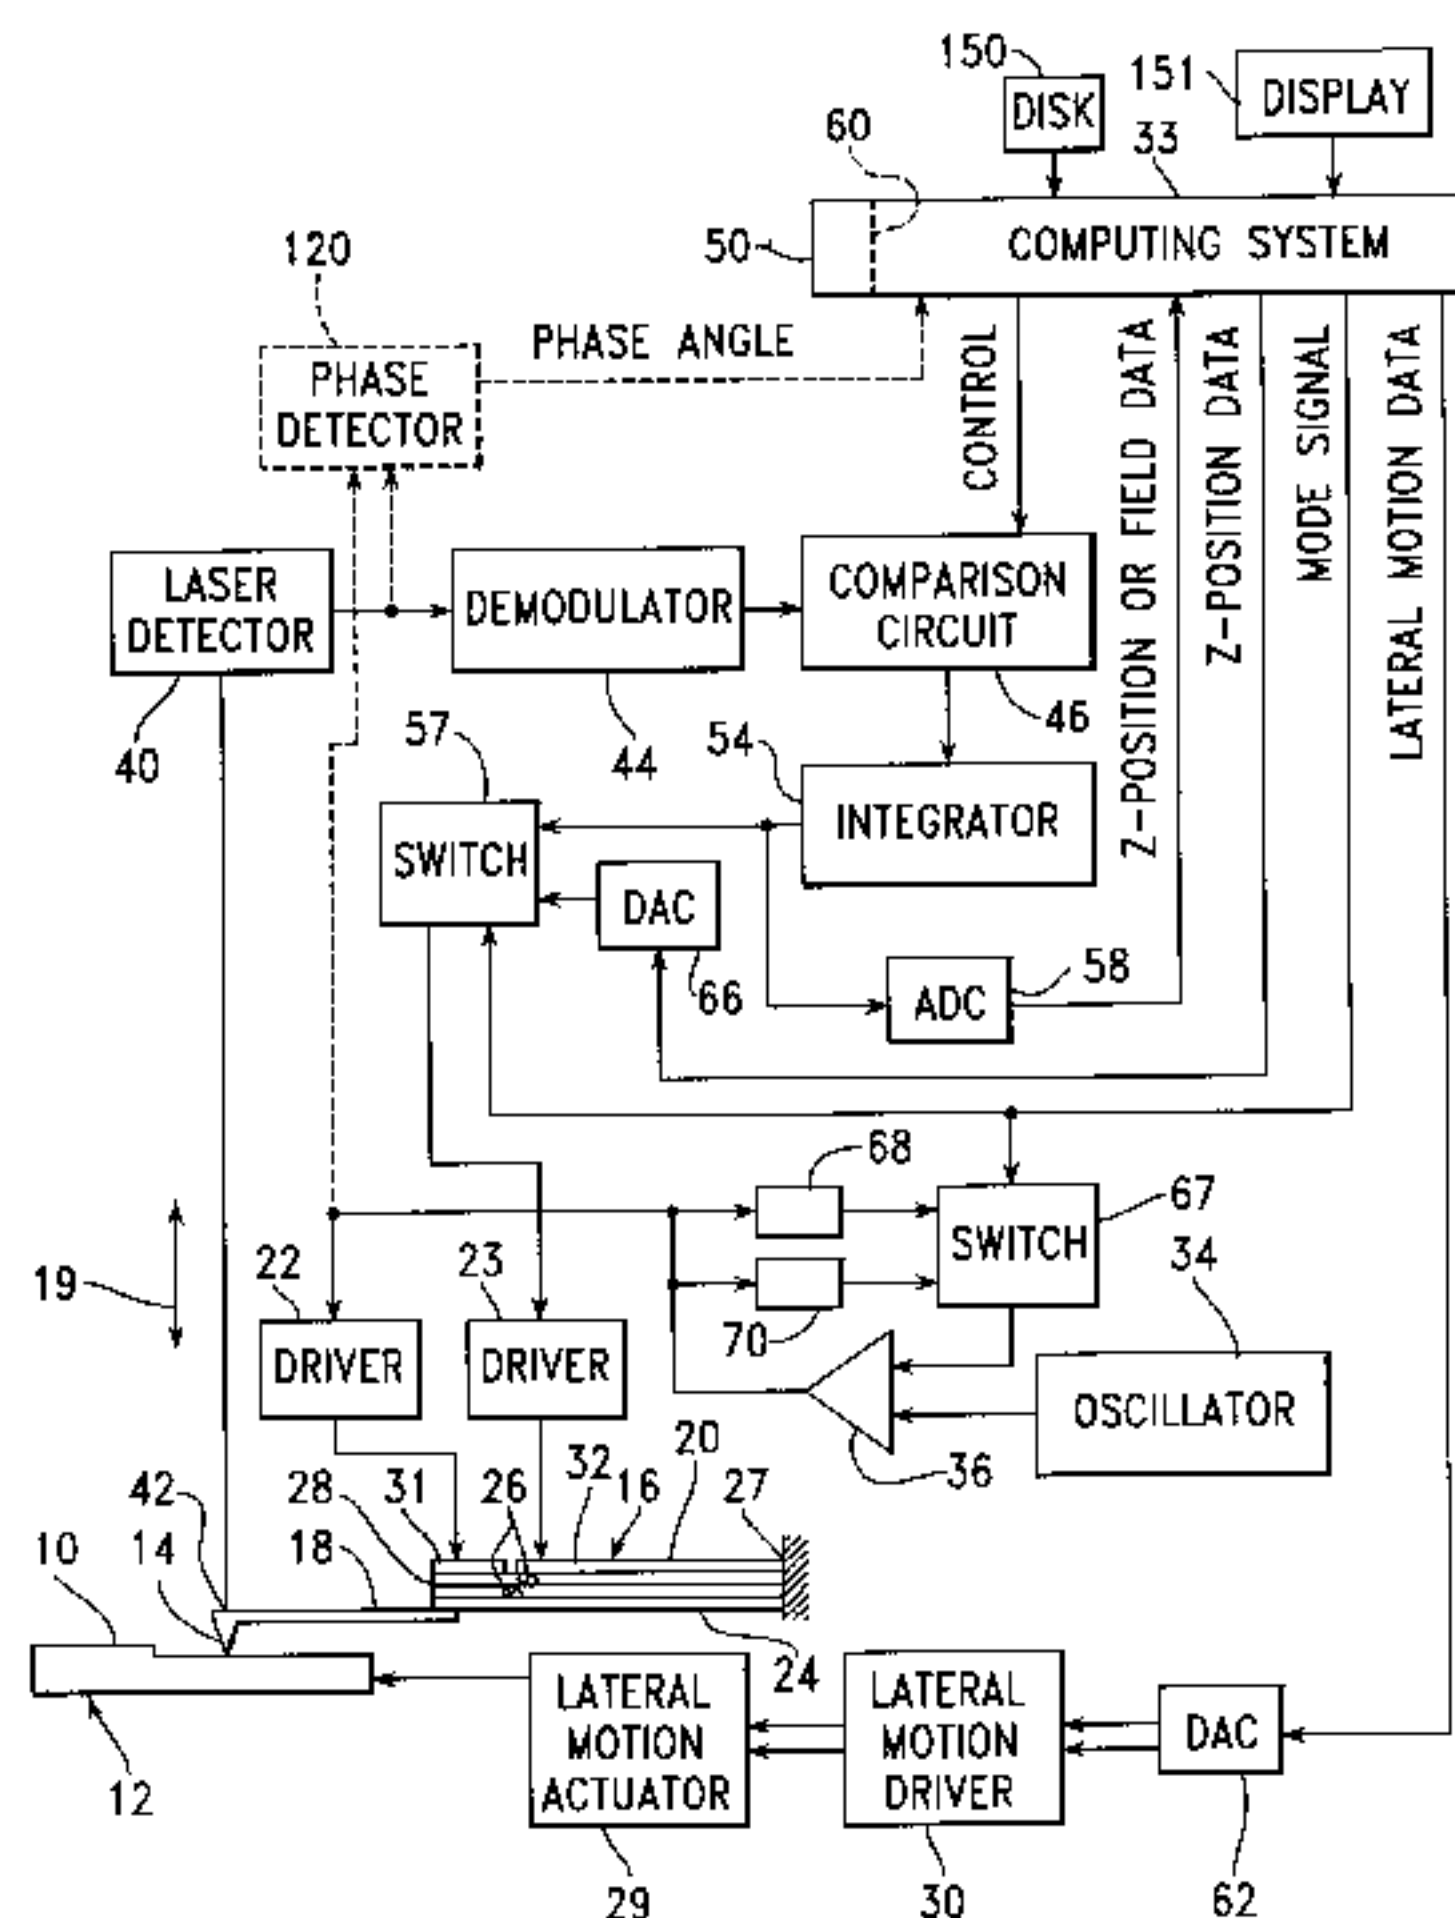 150
DISK
151
DISPLAY
60
33
50
COMPUTING SYSTEM
120
PHASE
DETECTOR
PHASE ANGLE
CONTROL
Z-POSITION OR FIELD DATA
Z-POSITION DATA
MODE SIGNAL
LATERAL MOTION DATA
LASER
DETECTOR
40
DEMODULATOR
44
COMPARISON
CIRCUIT
46
57
SWITCH
54
INTEGRATOR
DAC
66
ADC
58
68
SWITCH
67
70
34
OSCILLATOR
36
19
22
DRIVER
23
DRIVER
42
28
31
26
32
16
20
27
10
14
18
24
12
LATERAL
MOTION
ACTUATOR
29
LATERAL
MOTION
DRIVER
30
DAC
62